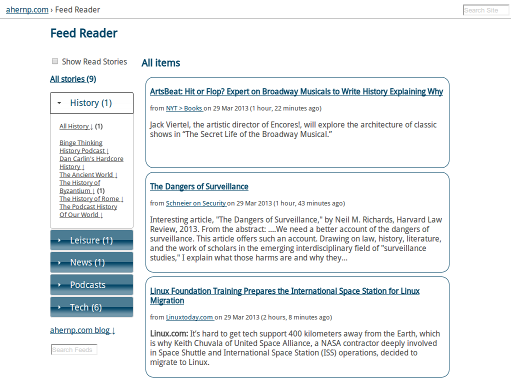 ahernp.com › Feed Reader
Search Site
Feed Reader
Show Read Stories
All stories (9)
History (1)
All History ↓ (1)
Binge Thinking
History Podcast ↓
Dan Carlin's Hardcore
History ↓
The Ancient World ↓
The History of
Byzantium ↓ (1)
The History of Rome ↓
The Podcast History
Of Our World ↓
Leisure (1)
News (1)
Podcasts
Tech (6)
ahernp.com blog ↓
Search Feeds
All items
ArtsBeat: Hit or Flop? Expert on Broadway Musicals to Write History Explaining Why
from NYT > Books on 29 Mar 2013 (1 hour, 22 minutes ago)
Jack Viertel, the artistic director of Encores!, will explore the architecture of classic
shows in “The Secret Life of the Broadway Musical.”
The Dangers of Surveillance
from Schneier on Security on 29 Mar 2013 (1 hour, 43 minutes ago)
Interesting article, "The Dangers of Surveillance," by Neil M. Richards, Harvard Law
Review, 2013. From the abstract: ....We need a better account of the dangers of
surveillance. This article offers such an account. Drawing on law, history, literature,
and the work of scholars in the emerging interdisciplinary field of "surveillance
studies," I explain what those harms are and why they...
Linux Foundation Training Prepares the International Space Station for Linux
Migration
from Linuxtoday.com on 29 Mar 2013 (2 hours, 8 minutes ago)
Linux.com: It's hard to get tech support 400 kilometers away from the Earth, which
is why Keith Chuvala of United Space Alliance, a NASA contractor deeply involved
in Space Shuttle and International Space Station (ISS) operations, decided to
migrate to Linux.